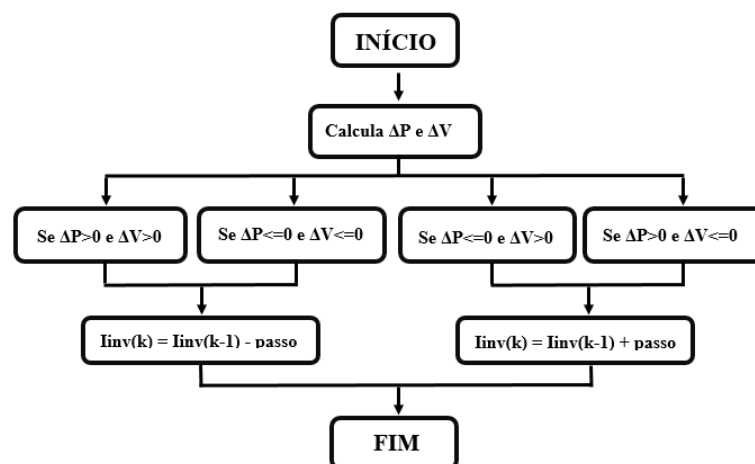 INÍCIO
Calcula ΔP e ΔV
Se ΔP>0 e ΔV>0
Se ΔP<=0 e ΔV<=0
Se ΔP<=0 e ΔV>0
Se ΔP>0 e ΔV<=0
Iinv(k) = Iinv(k-1) - passo
Iinv(k) = Iinv(k-1) + passo
FIM